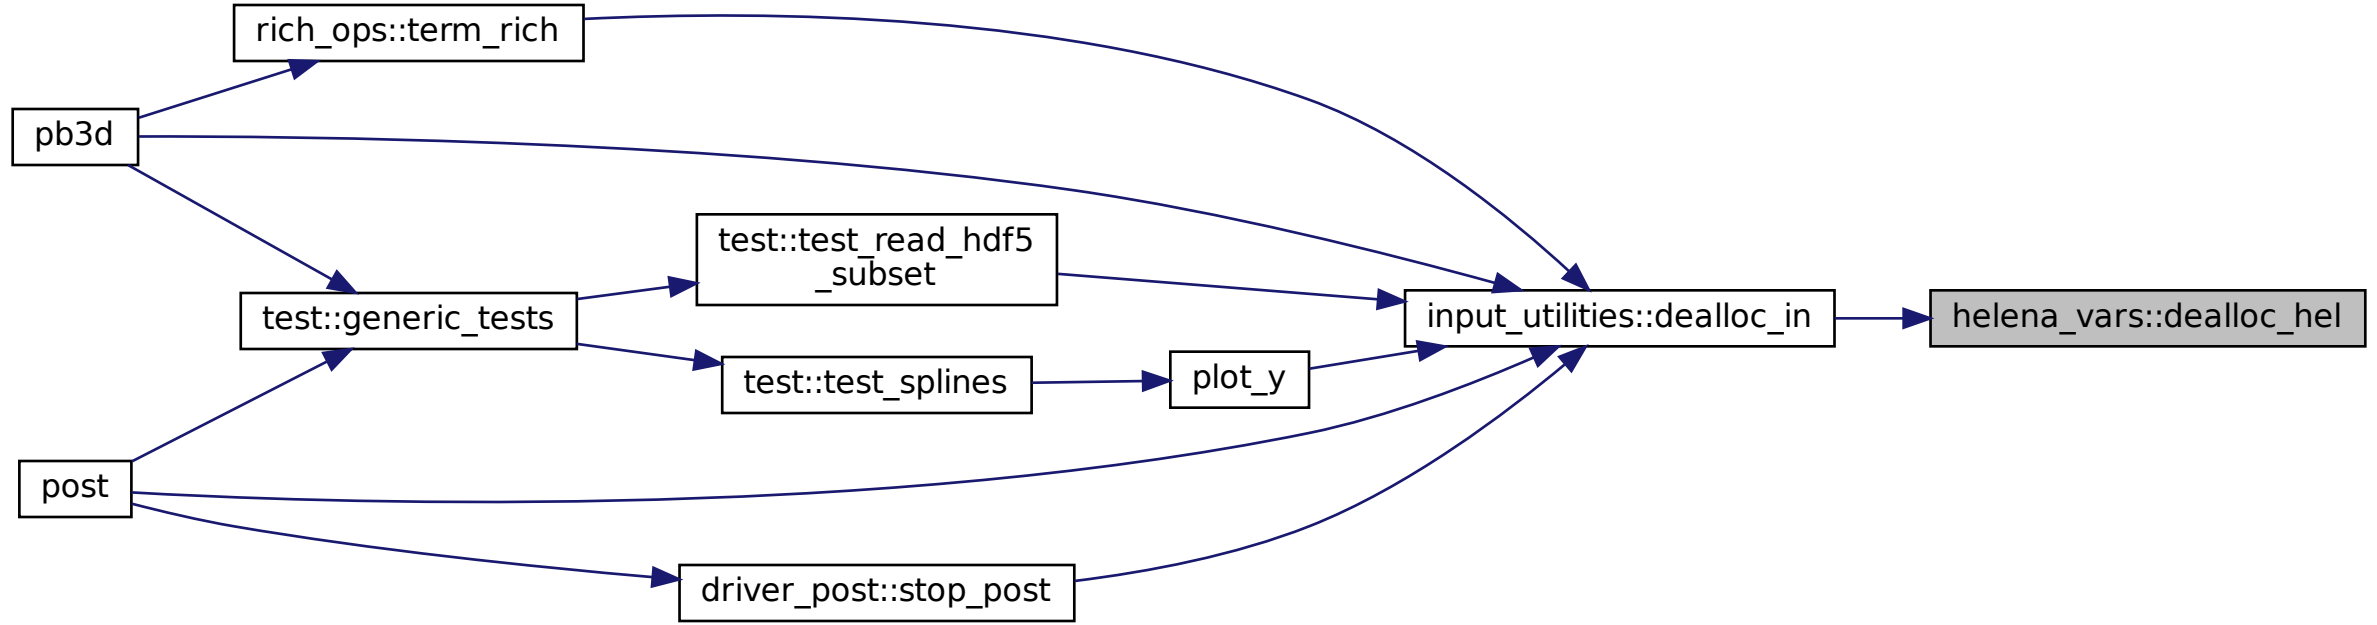 rich_ops::term_rich
pb3d
test::test_read_hdf5
_subset
test::generic_tests
input_utilities::dealloc_in
helena_vars::dealloc_hel
test::test_splines
plot_y
post
driver_post::stop_post